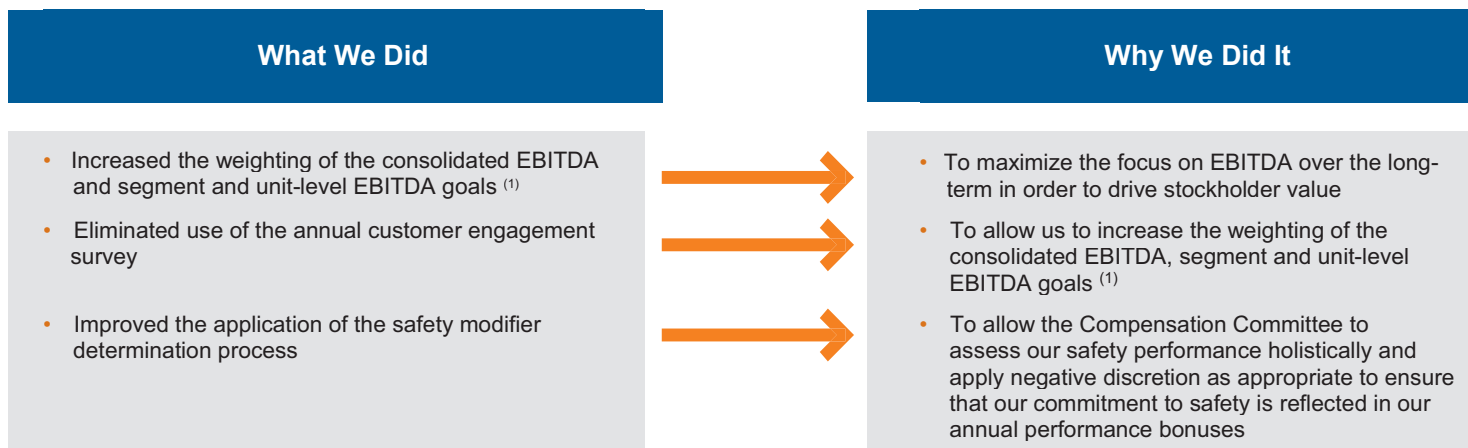 What We Did
Why We Did It
• Increased the weighting of the consolidated EBITDA
and segment and unit-level EBITDA goals (1)
• Eliminated use of the annual customer engagement
survey
• Improved the application of the safety modifier
determination process
• To maximize the focus on EBITDA over the long-
term in order to drive stockholder value
• To allow us to increase the weighting of the
consolidated EBITDA, segment and unit-level
EBITDA goals (1)
• To allow the Compensation Committee to
assess our safety performance holistically and
apply negative discretion as appropriate to ensure
that our commitment to safety is reflected in our
annual performance bonuses